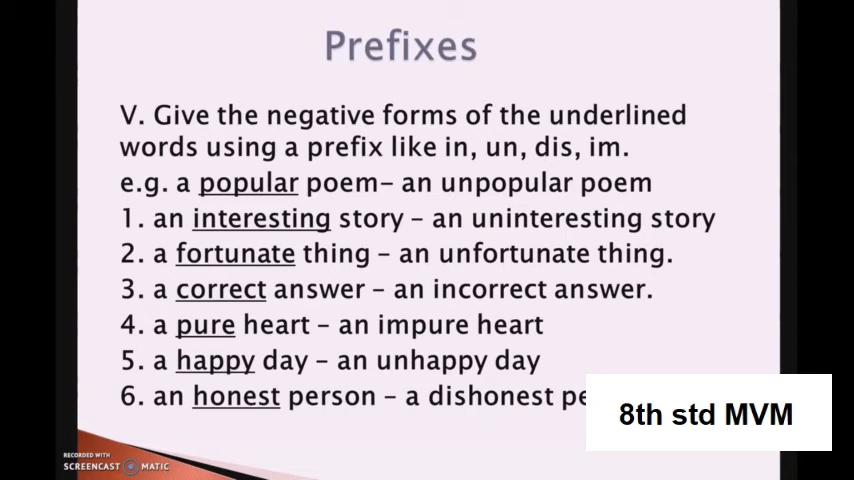 Prefixes
V. Give the negative forms of the underlined
words using a prefix like in, un, dis, im.
e.g. a popular poem– an unpopular poem
1. an interesting story – an uninteresting story
2. a fortunate thing – an unfortunate thing.
3. a correct answer – an incorrect answer.
4. a pure heart – an impure heart
5. a happy day – an unhappy day
6. an honest person – a dishonest pe
8th std MVM
RECORDED WITH
SCREENCAST MATIC